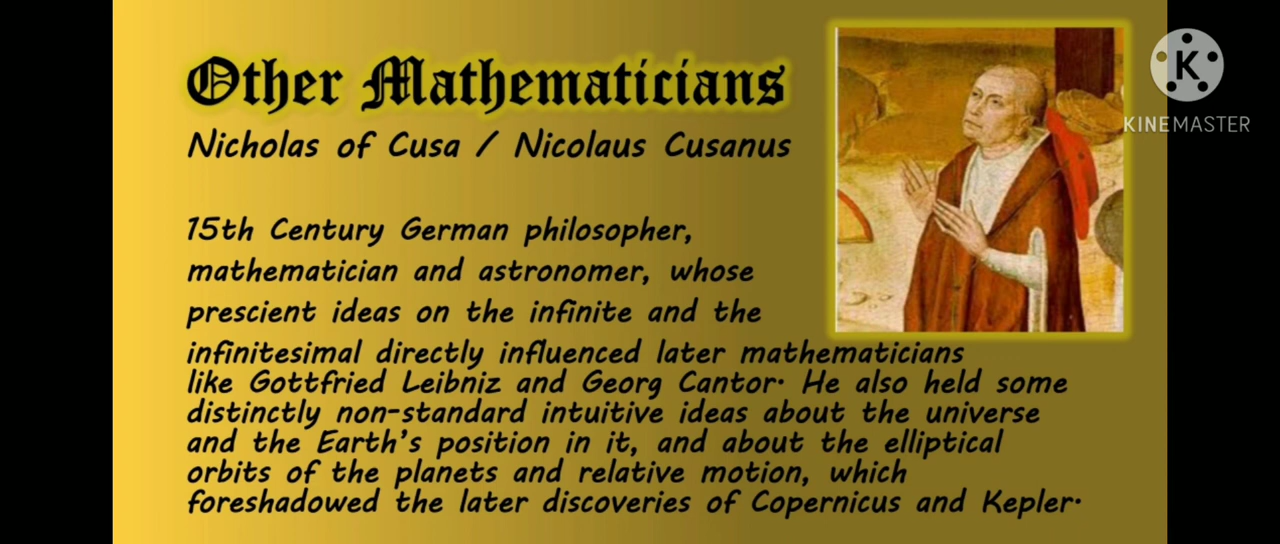 Other Mathematicians
Nicholas of Cusa / Nicolaus Cusanus
15th Century German philosopher,
mathematician and astronomer, whose
prescient ideas on the infinite and the
infinitesimal directly influenced later mathematicians
like Gottfried Leibniz and Georg Cantor. He also held some
distinctly non-standard intuitive ideas about the universe
and the Earth's position in it, and about the elliptical
orbits of the planets and relative motion, which
foreshadowed the later discoveries of Copernicus and Kepler.
K
KINEMASTER